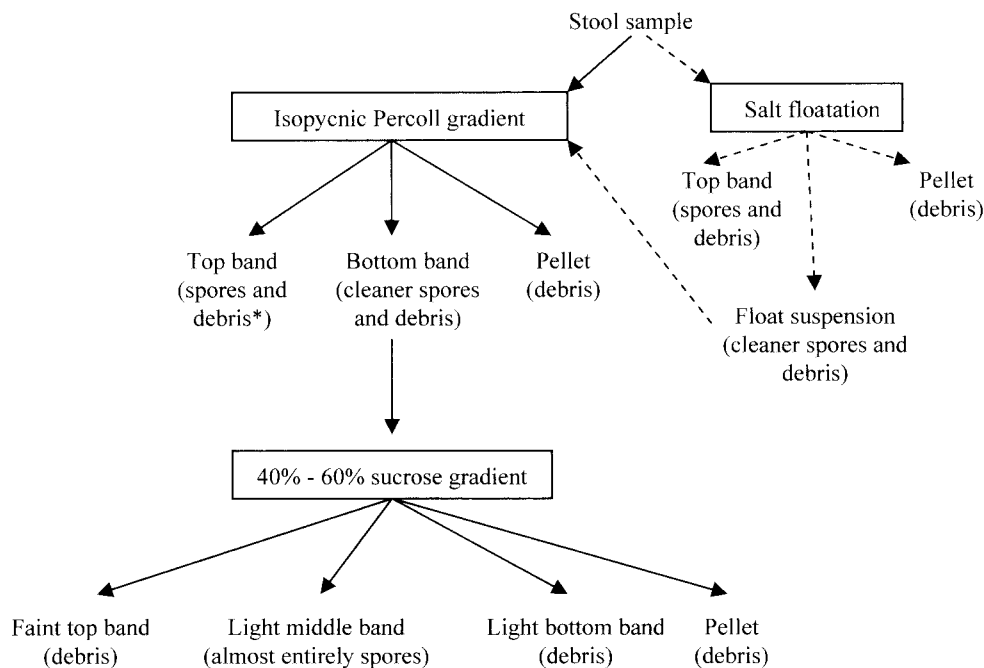 Stool sample
Isopycnic Percoll gradient
Salt floatation
Top band
(spores and
debris)
Pellet
(debris)
Top band
(spores and
debris*)
Bottom band
(cleaner spores
and debris)
Pellet
(debris)
Float suspension
(cleaner spores and
debris)
40% - 60% sucrose gradient
Faint top band
(debris)
Light middle band
(almost entirely spores)
Light bottom band
(debris)
Pellet
(debris)